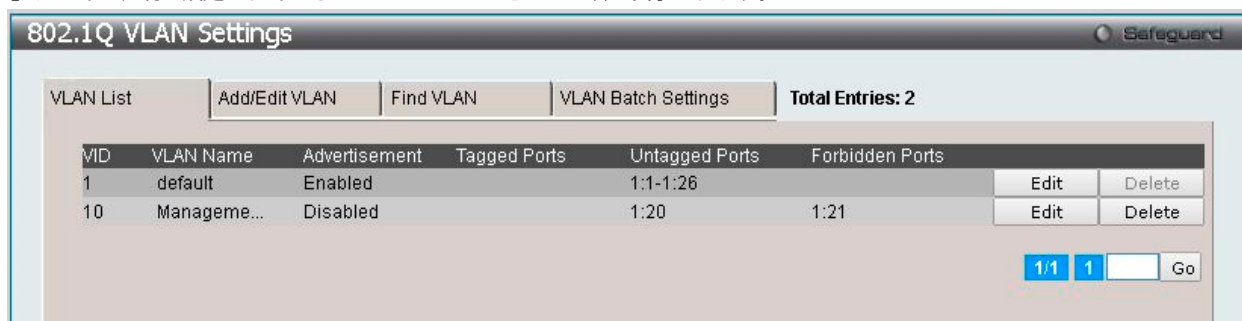 802.1Q VLAN Settings Safeguard
VLAN List Add/Edit VLAN Find VLAN VLAN Batch Settings Total Entries: 2
VID VLAN Name Advertisement Tagged Ports Untagged Ports Forbidden Ports
1 default Enabled 1:1-1:26 Edit Delete
10 Manageme... Disabled 1:20 1:21 Edit Delete
1/1 1 Go